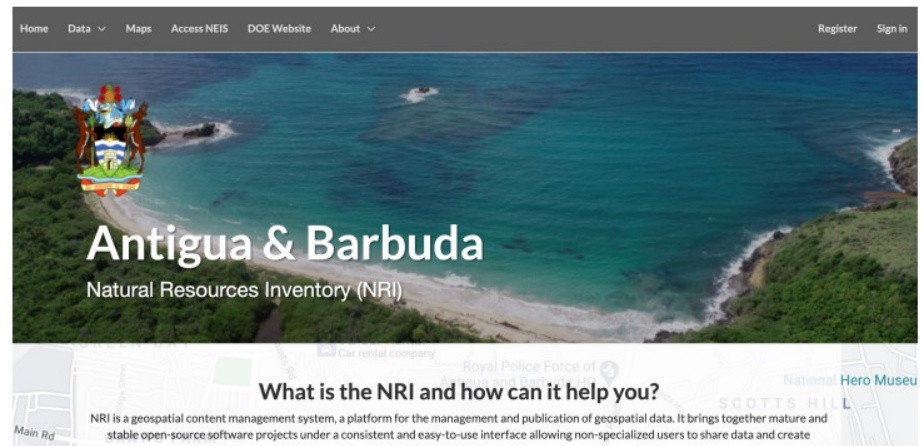 Home Data Maps Access NEIS DOE Website About Register Sign in
Antigua & Barbuda
Natural Resources Inventory (NRI)
Car rental company
Royal Police Force of
Antigua and Barbuda HQ
What is the NRI and how can it help you?
National Hero Museu
SCOTTS HILL
NRI is a geospatial content management system, a platform for the management and publication of geospatial data. It brings together mature and
Main Rd
stable open-source software projects under a consistent and easy-to-use interface allowing non-specialized users to share data and create